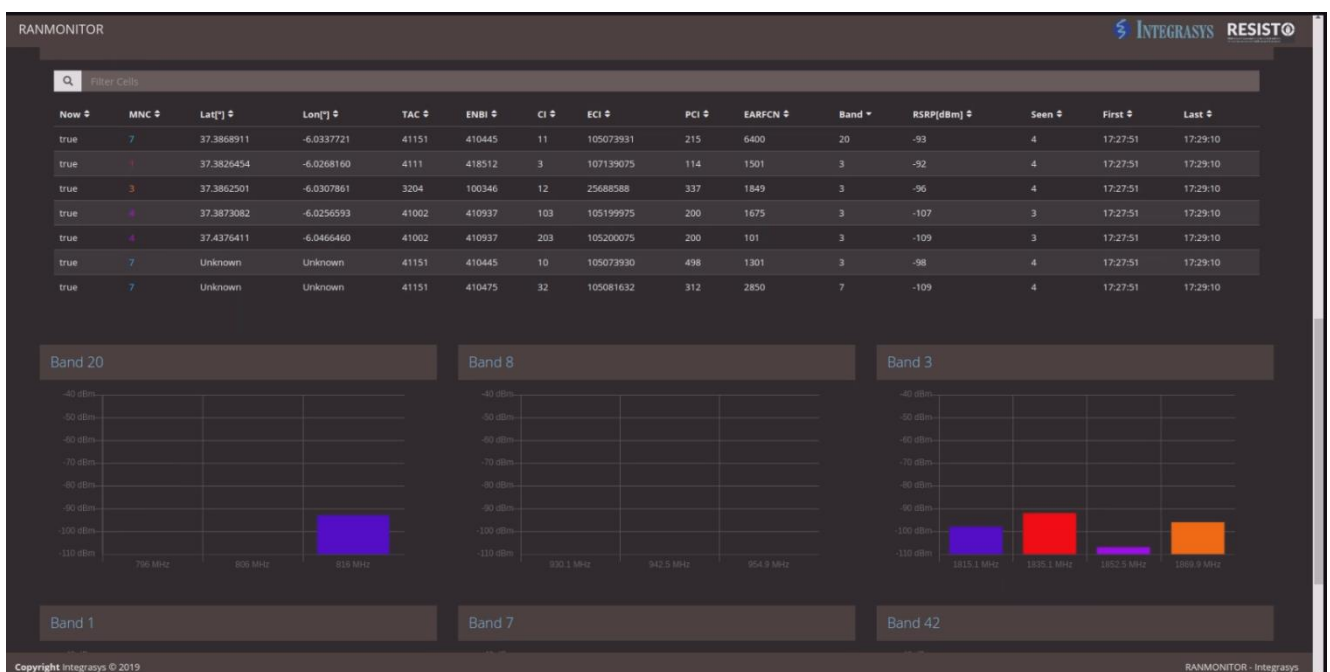 RANMONITOR INTEGRASYS RESISTO
Filter Cells
Now MNC Lat[°] Lon[°] TAC ENBI CI ECI PCI EARFCN Band RSRP[dBm] Seen First Last
true 7 37.3868911 -6.0337721 41151 410445 11 105073931 215 6400 20 -93 4 17:27:51 17:29:10
true 1 37.3826454 -6.0268160 4111 418512 3 107139075 114 1501 3 -92 4 17:27:51 17:29:10
true 3 37.3862501 -6.0307861 3204 100346 12 25688588 337 1849 3 -96 4 17:27:51 17:29:10
true 4 37.3873082 -6.0256593 41002 410937 103 105199975 200 1675 3 -107 3 17:27:51 17:29:10
true 4 37.4376411 -6.0466460 41002 410937 203 105200075 200 101 3 -109 3 17:27:51 17:29:10
true 7 Unknown Unknown 41151 410445 10 105073930 498 1301 3 -98 4 17:27:51 17:29:10
true 7 Unknown Unknown 41151 410475 32 105081632 312 2850 7 -109 4 17:27:51 17:29:10
Band 20 Band 8 Band 3
-40 dBm -40 dBm -40 dBm
-50 dBm -50 dBm -50 dBm
-60 dBm -60 dBm -60 dBm
-70 dBm -70 dBm -70 dBm
-80 dBm -80 dBm -80 dBm
-90 dBm -90 dBm -90 dBm
-100 dBm -100 dBm -100 dBm
-110 dBm -110 dBm -110 dBm
796 MHz 806 MHz 816 MHz 930.1 MHz 942.5 MHz 954.9 MHz 1815.1 MHz 1835.1 MHz 1852.5 MHz 1869.9 MHz
Band 1 Band 7 Band 42
Copyright Integrasys © 2019 RANMONITOR - Integrasys